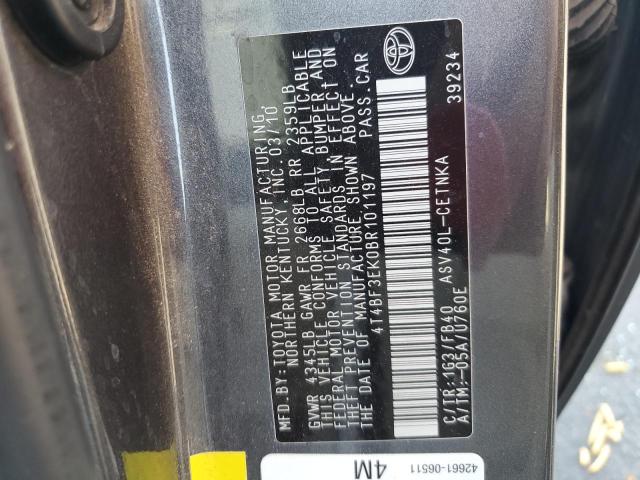 MFD.BY:TOYOTA MOTOR MANUFACTURING,
NORTHERN KENTUCKY,INC.03/10
GVWR 4345LB GAWR FR 2668LB RR 2359LB
THIS VEHICLE CONFORMS TO ALL APPLICABLE
FEDERAL MOTOR VEHICLE SAFETY,BUMPER,AND
THEFT PREVENTION STANDARDS IN EFFECT ON
THE DATE OF MANUFACTURE SHOWN ABOVE.
4T4BF3EK0BR101197 PASS.CAR
C/TR:1G3/FB40 ASV40L-CETNKA
A/TM:-05A/U760E 39234
42661-06511
4M